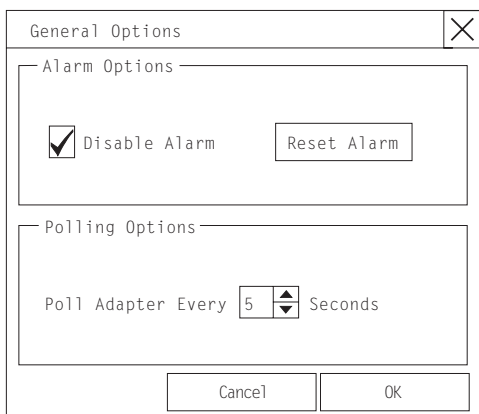 General Options
Alarm Options
Disable Alarm
Reset Alarm
Polling Options
Poll Adapter Every 5 Seconds
Cancel
OK